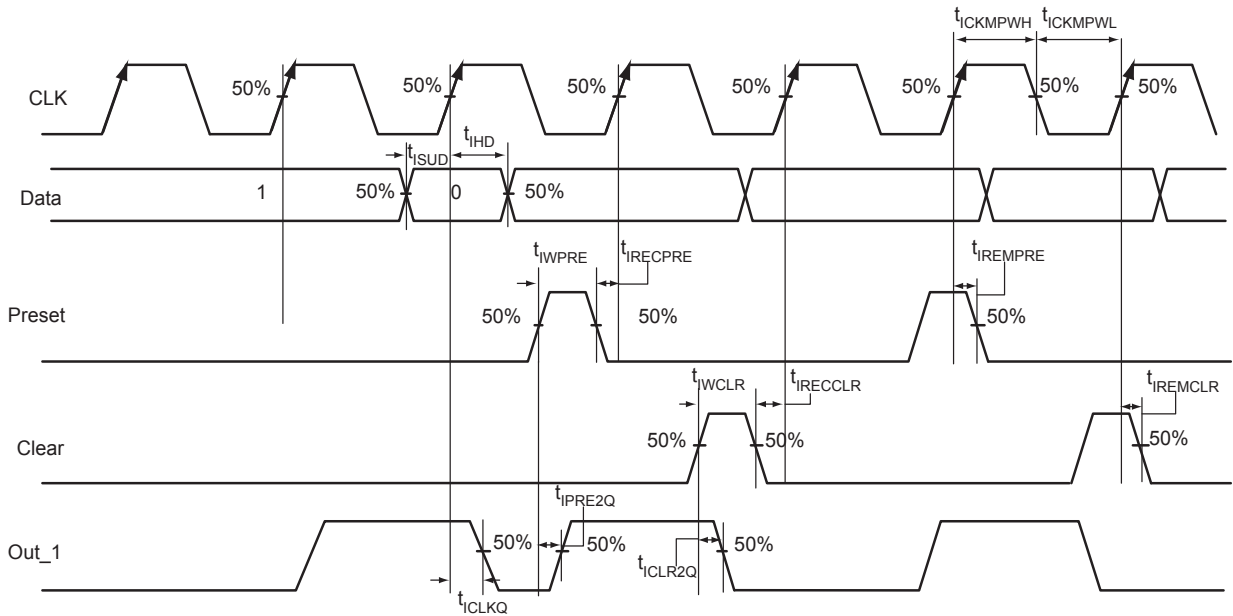 tICKMPWH tICKMPWL
CLK 50% 50% 50% 50% 50% 50% 50%
tISUD tIHD
Data 1 50% 0 50%
tIWPRE tIRECPRE tIREMPRE
Preset 50% 50% 50%
tIWCLR tIRECCLR tIREMCLR
Clear 50% 50% 50%
tIPRE2Q
Out_1 50% 50% 50%
tICLR2Q
tICLKQ